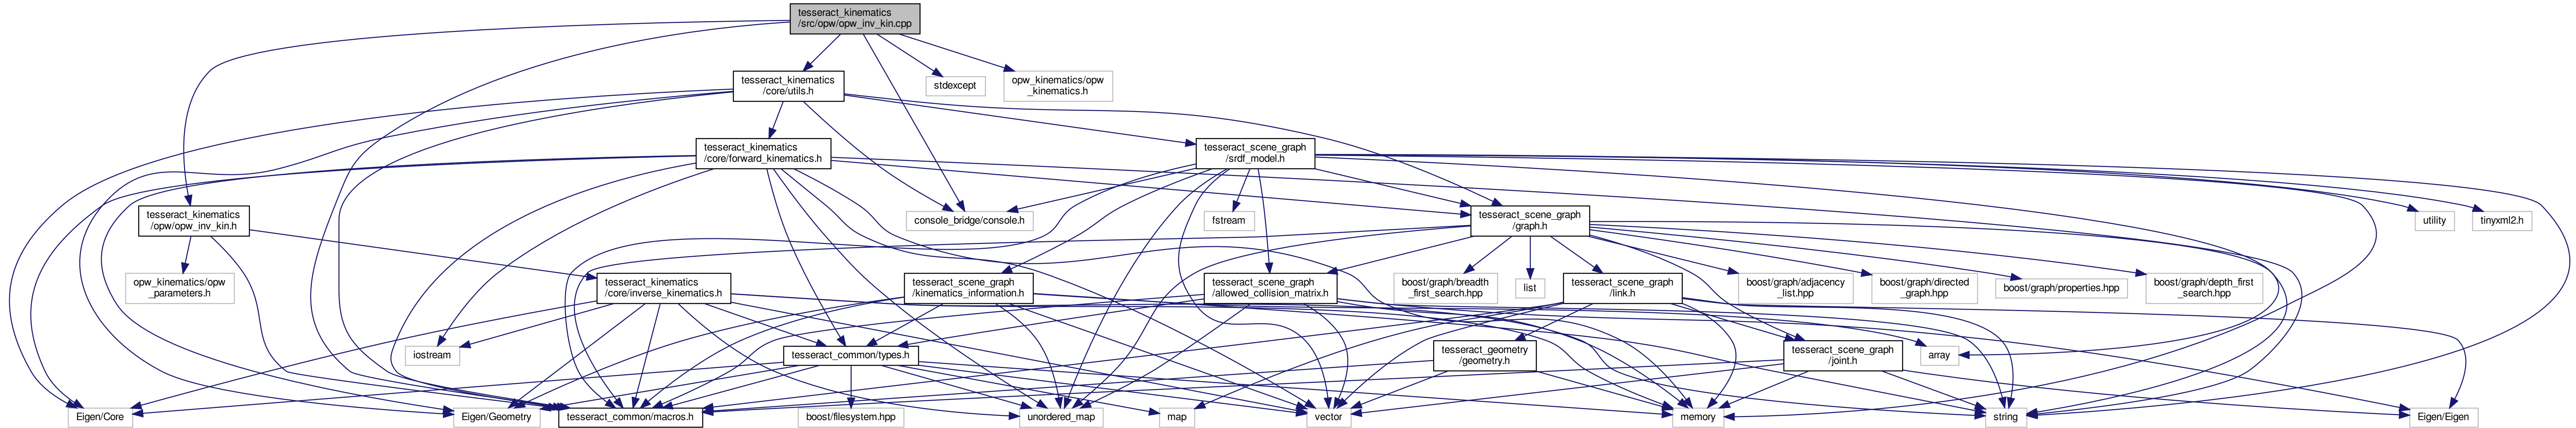 tesseract_kinematics
/src/opw/opw_inv_kin.cpp
tesseract_kinematics
/core/utils.h
stdexcept
opw_kinematics/opw
_kinematics.h
tesseract_kinematics
/core/forward_kinematics.h
tesseract_scene_graph
/srdf_model.h
tesseract_kinematics
/opw/opw_inv_kin.h
console_bridge/console.h
fstream
tesseract_scene_graph
/graph.h
utility
tinyxml2.h
opw_kinematics/opw
_parameters.h
tesseract_kinematics
/core/inverse_kinematics.h
tesseract_scene_graph
/kinematics_information.h
tesseract_scene_graph
/allowed_collision_matrix.h
boost/graph/breadth
_first_search.hpp
list
tesseract_scene_graph
/link.h
boost/graph/adjacency
_list.hpp
boost/graph/directed
_graph.hpp
boost/graph/properties.hpp
boost/graph/depth_first
_search.hpp
iostream
tesseract_common/types.h
tesseract_geometry
/geometry.h
tesseract_scene_graph
/joint.h
array
Eigen/Core
Eigen/Geometry
tesseract_common/macros.h
boost/filesystem.hpp
unordered_map
map
vector
memory
string
Eigen/Eigen